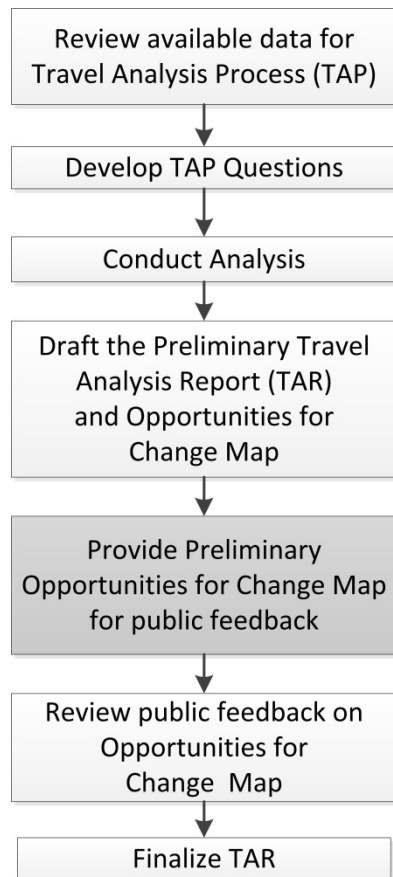 Review available data for
Travel Analysis Process (TAP)
Develop TAP Questions
Conduct Analysis
Draft the Preliminary Travel
Analysis Report (TAR)
and Opportunities for
Change Map
Provide Preliminary
Opportunities for Change Map
for public feedback
Review public feedback on
Opportunities for
Change Map
Finalize TAR